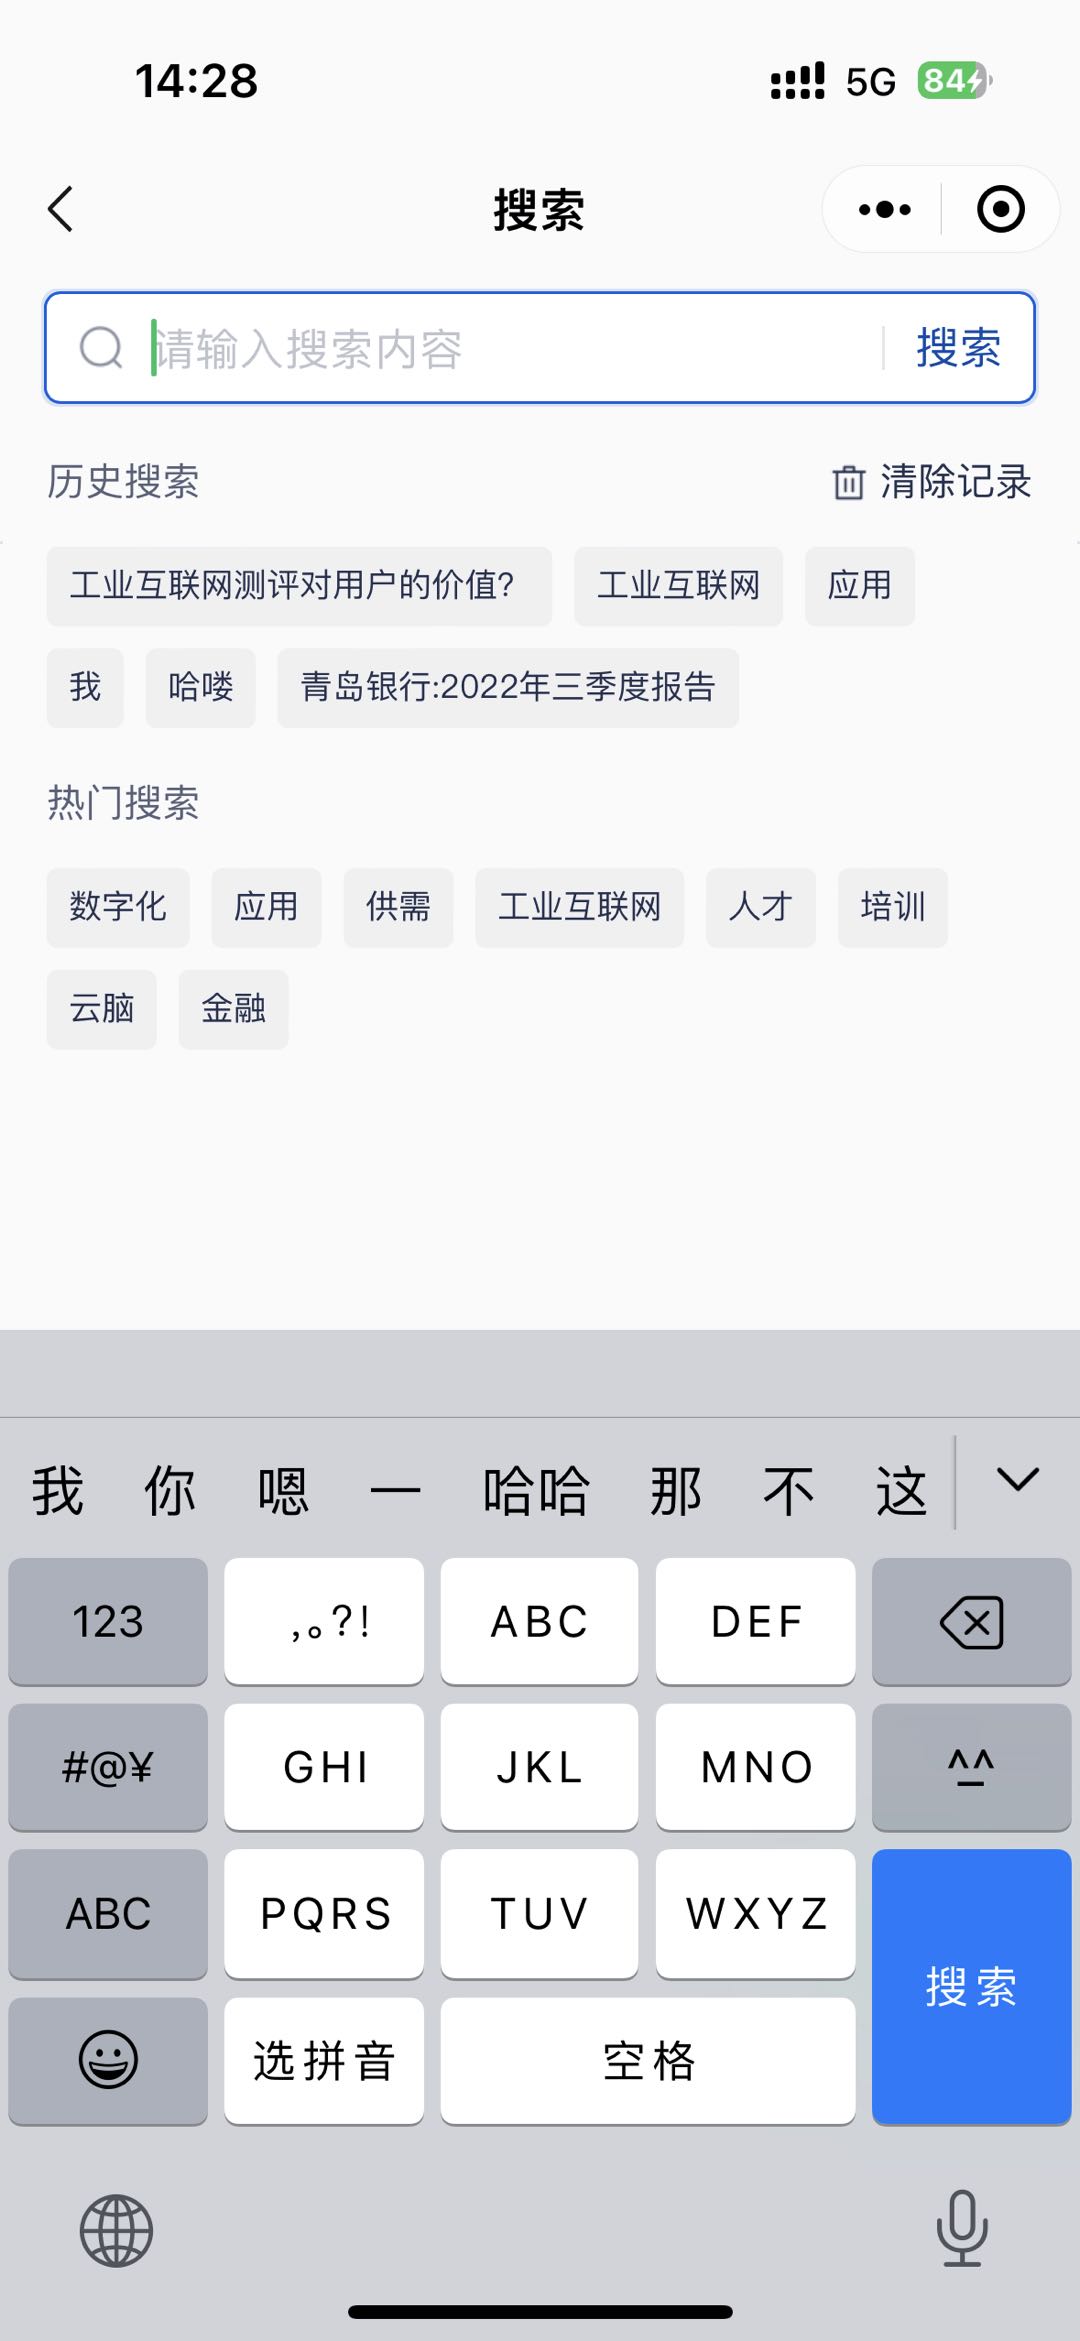 14:28 5G 84
搜索
请输入搜索内容 搜索
历史搜索 清除记录
工业互联网测评对用户的价值? 工业互联网 应用
我 哈喽 青岛银行:2022年三季度报告
热门搜索
数字化 应用 供需 工业互联网 人才 培训
云脑 金融
我 你 嗯 一 哈哈 那 不 这
123 ,。?! ABC DEF
#@¥ GHI JKL MNO ^_^
ABC PQRS TUV WXYZ
搜索
选拼音 空格